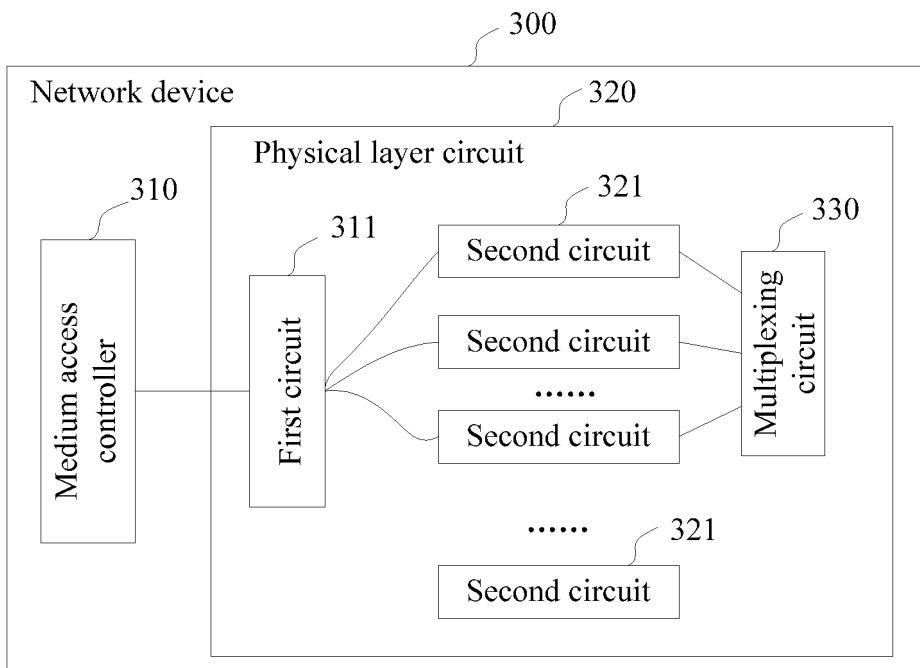 300
Network device
320
Physical layer circuit
310
311
321
330
Second circuit
Second circuit
......
Second circuit
Medium access
controller
First circuit
Multiplexing
circuit
......
321
Second circuit